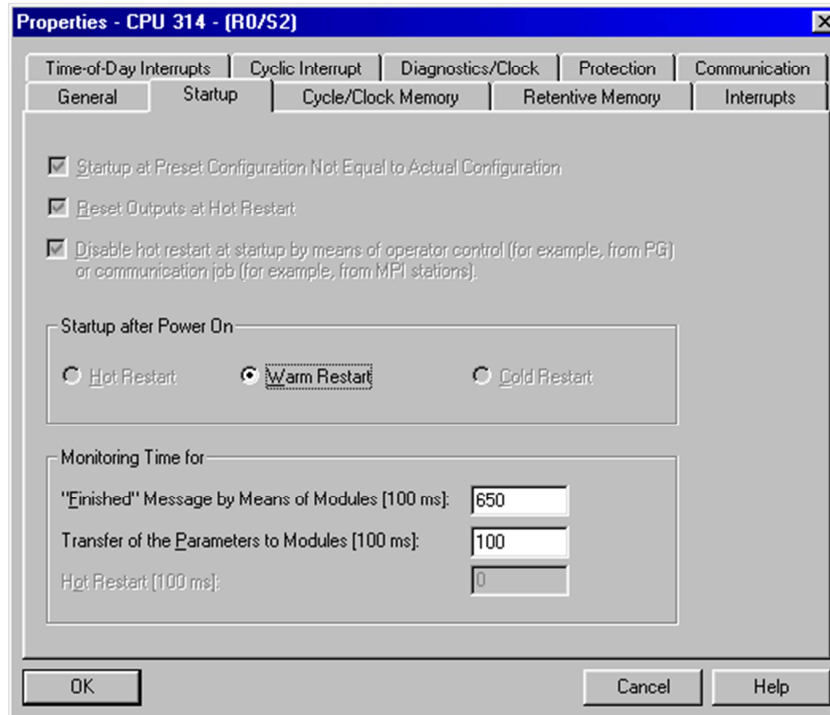 Properties - CPU 314 - (R0/S2)
Time-of-Day Interrupts Cyclic Interrupt Diagnostics/Clock Protection Communication
General Startup Cycle/Clock Memory Retentive Memory Interrupts
Startup at Preset Configuration Not Equal to Actual Configuration
Reset Outputs at Hot Restart
Disable hot restart at startup by means of operator control (for example, from PG)
or communication job (for example, from MPI stations).
Startup after Power On
Hot Restart Warm Restart Cold Restart
Monitoring Time for
"Finished" Message by Means of Modules [100 ms]: 650
Transfer of the Parameters to Modules [100 ms]: 100
Hot Restart [100 ms]: 0
OK Cancel Help